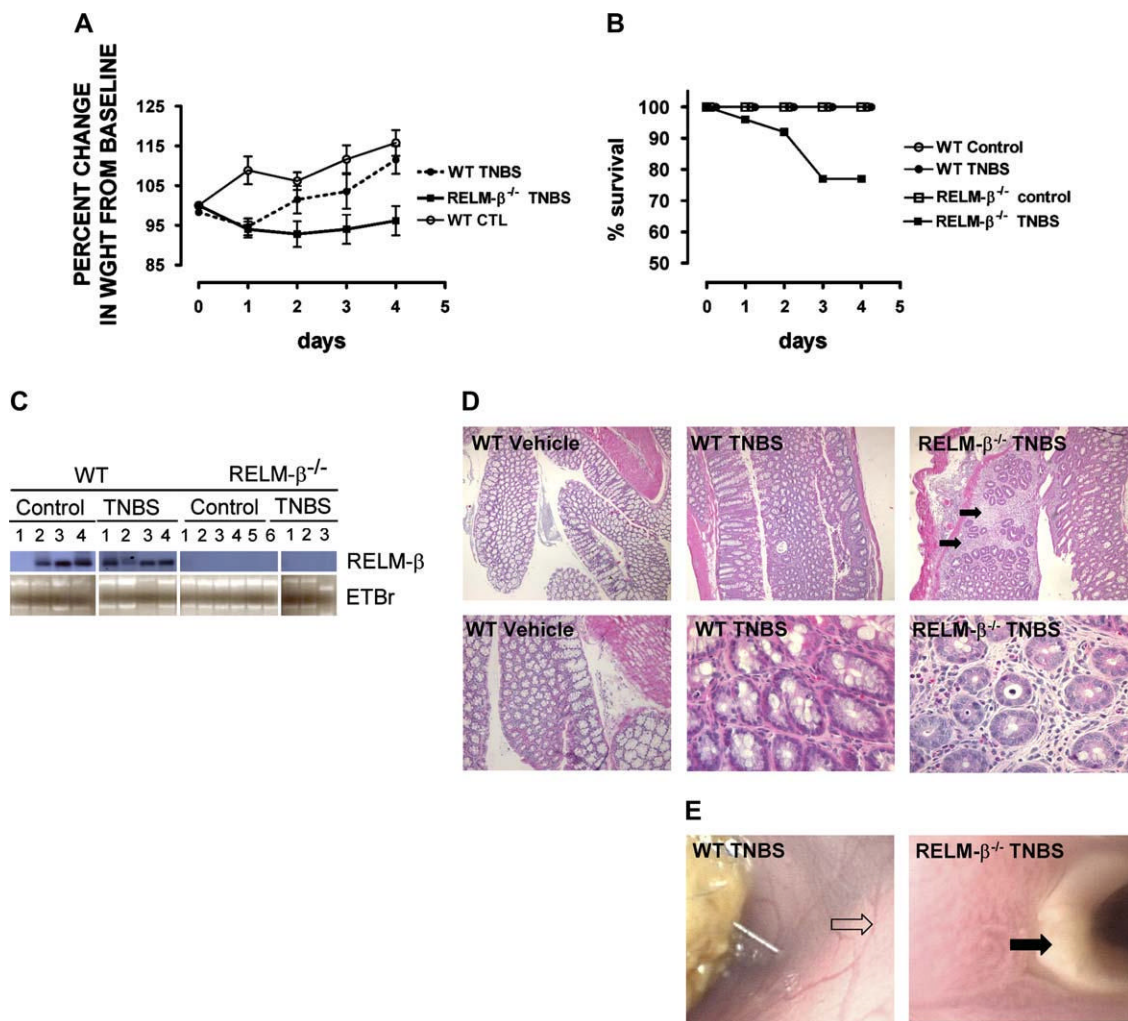 A
PERCENT CHANGE
IN WGHT FROM BASELINE
125
115
105
95
85
0 1 2 3 4 5
days
WT TNBS
RELM-β-/- TNBS
WT CTL
B
% survival
100
90
80
70
60
50
0 1 2 3 4 5
days
WT Control
WT TNBS
RELM-β-/- control
RELM-β-/- TNBS
C
WT RELM-β-/-
Control TNBS Control TNBS
1 2 3 4 1 2 3 4 1 2 3 4 5 6 1 2 3
RELM-β
ETBr
D
WT Vehicle
WT TNBS
RELM-β-/- TNBS
WT Vehicle
WT TNBS
RELM-β-/- TNBS
E
WT TNBS
RELM-β-/- TNBS